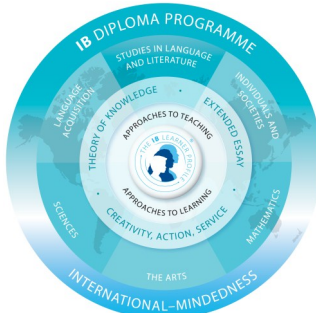 IB DIPLOMA PROGRAMME
STUDIES IN LANGUAGE
AND LITERATURE
LANGUAGE
ACQUISITION
INDIVIDUALS AND
SOCIETIES
THEORY OF KNOWLEDGE
EXTENDED ESSAY
APPROACHES TO TEACHING
THE IB LEARNER PROFILE
APPROACHES TO LEARNING
CREATIVITY, ACTION, SERVICE
SCIENCES
MATHEMATICS
THE ARTS
INTERNATIONAL–MINDEDNESS